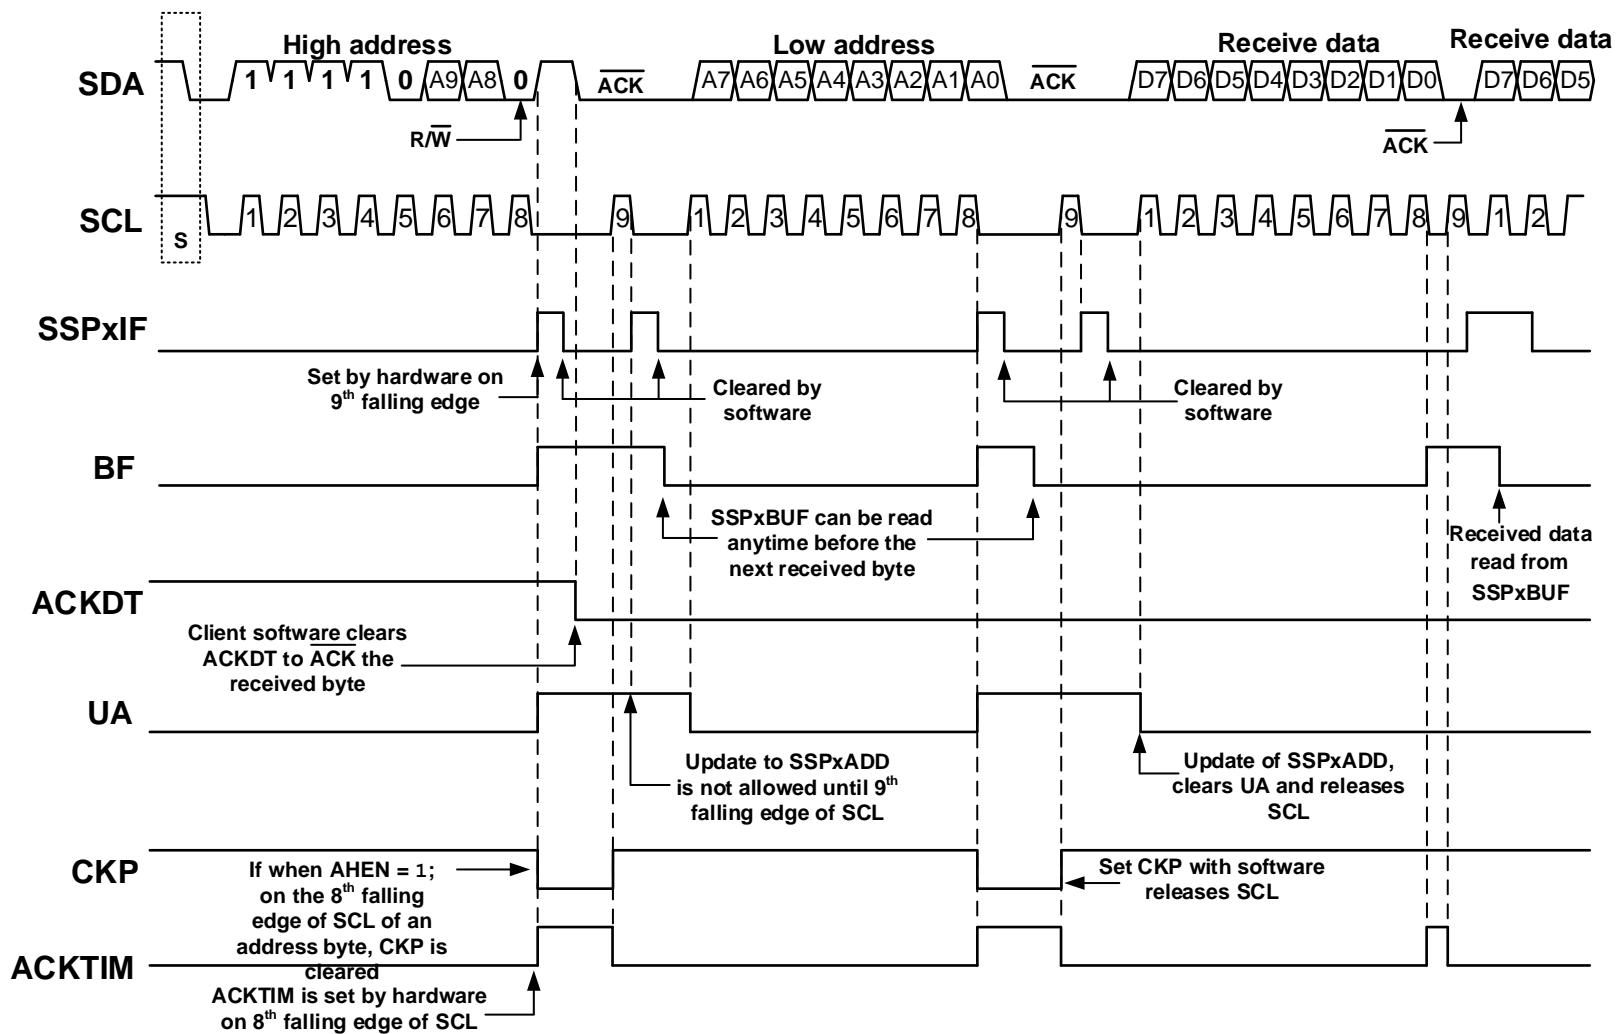 High address
Low address
Receive data
Receive data
SDA
1 1 1 1 0 A9 A8 0
ACK
A7 A6 A5 A4 A3 A2 A1 A0
ACK
D7 D6 D5 D4 D3 D2 D1 D0
D7 D6 D5
R/W
ACK
SCL
S
1 2 3 4 5 6 7 8 9 1 2 3 4 5 6 7 8 9 1 2 3 4 5 6 7 8 9 1 2
SSPxIF
Set by hardware on
9th falling edge
Cleared by
software
Cleared by
software
BF
SSPxBUF can be read
anytime before the
next received byte
Received data
read from
SSPxBUF
ACKDT
Client software clears
ACKDT to ACK the
received byte
UA
Update to SSPxADD
is not allowed until 9th
falling edge of SCL
Update of SSPxADD,
clears UA and releases
SCL
CKP
If when AHEN = 1;
on the 8th falling
edge of SCL of an
address byte, CKP is
cleared
Set CKP with software
releases SCL
ACKTIM
ACKTIM is set by hardware
on 8th falling edge of SCL